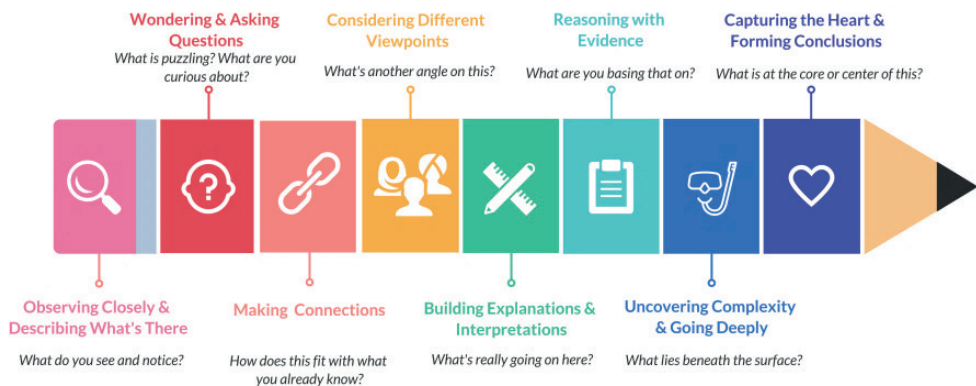 Wondering & Asking
Questions
What is puzzling? What are you
curious about?
Considering Different
Viewpoints
What's another angle on this?
Reasoning with
Evidence
What are you basing that on?
Capturing the Heart &
Forming Conclusions
What is at the core or center of this?
?
Observing Closely &
Describing What's There
What do you see and notice?
Making Connections
How does this fit with what
you already know?
Building Explanations &
Interpretations
What's really going on here?
Uncovering Complexity
& Going Deeply
What lies beneath the surface?